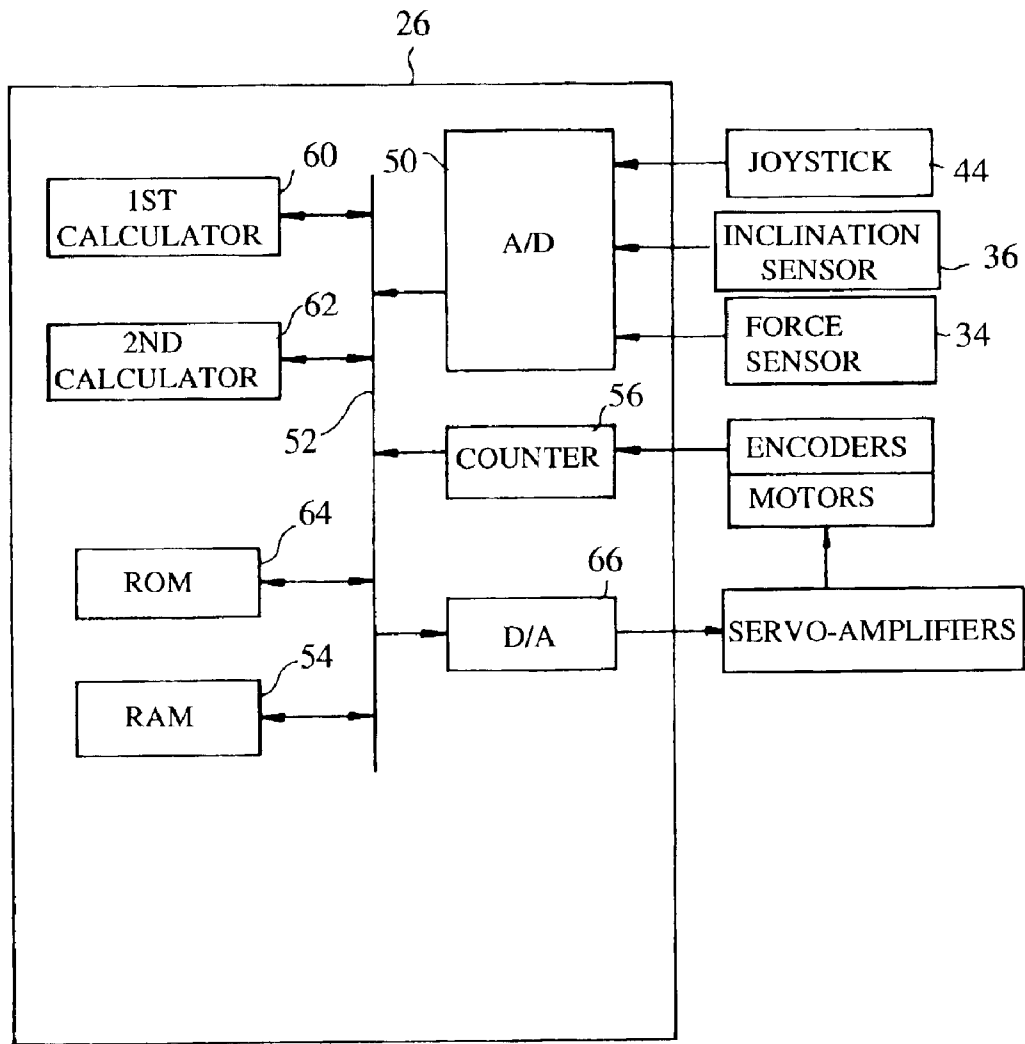 26
60
50
1ST
CALCULATOR
A/D
JOYSTICK
44
INCLINATION
SENSOR
36
62
2ND
CALCULATOR
FORCE
SENSOR
34
52
56
COUNTER
ENCODERS
MOTORS
64
ROM
66
D/A
SERVO-AMPLIFIERS
54
RAM